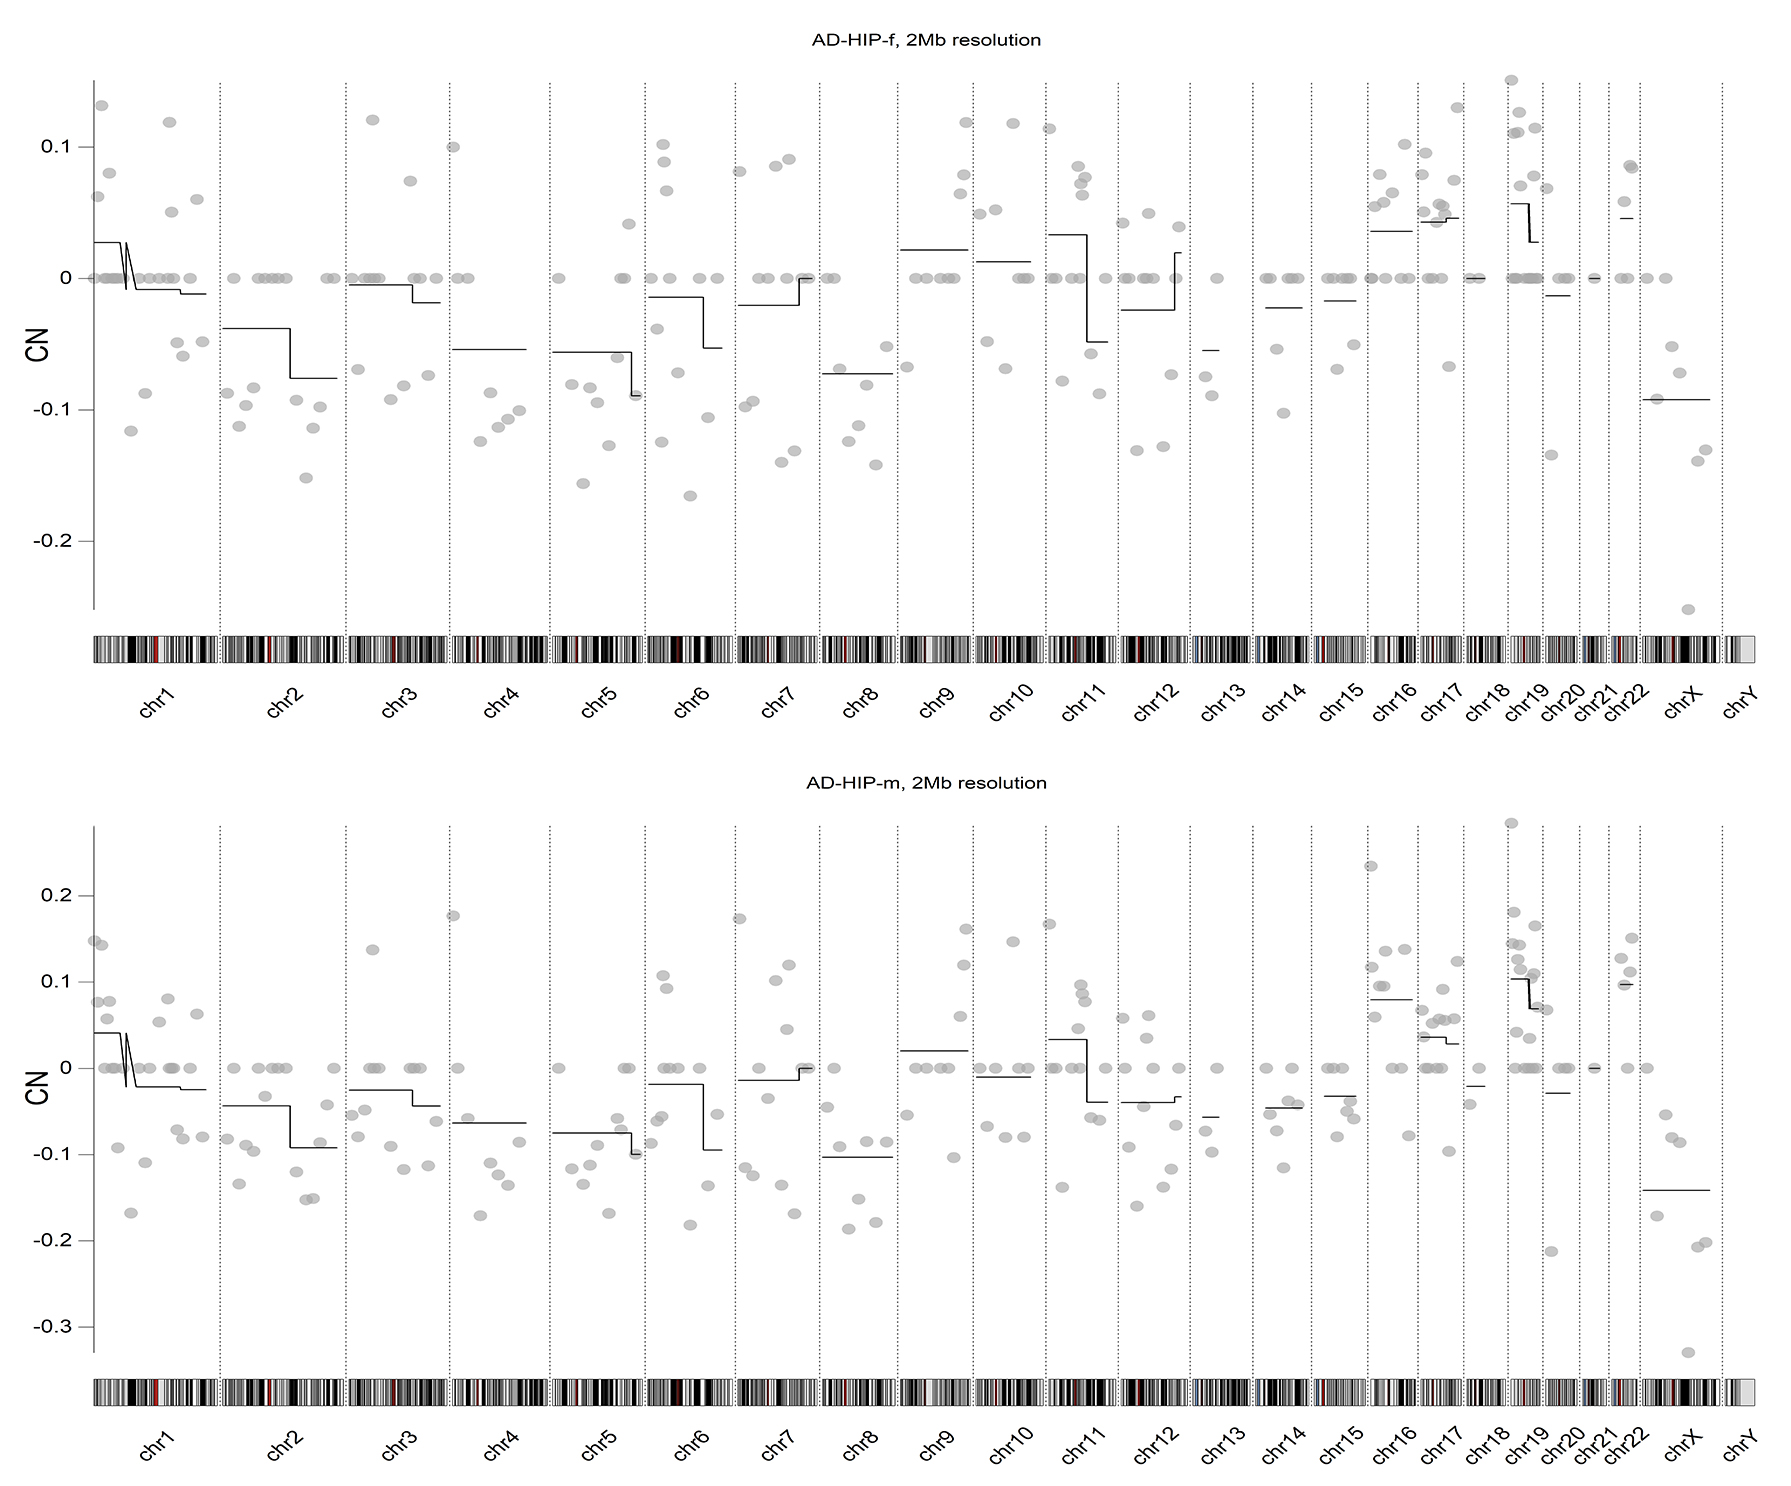 AD-HIP-f, 2Mb resolution
0.1
0
-0.1
-0.2
CN
chr1 chr2 chr3 chr4 chr5 chr6 chr7 chr8 chr9 chr10 chr11 chr12 chr13 chr14 chr15 chr16 chr17 chr18 chr19 chr20 chr21 chr22 chrX chrY
AD-HIP-m, 2Mb resolution
0.2
0.1
0
-0.1
-0.2
-0.3
CN
chr1 chr2 chr3 chr4 chr5 chr6 chr7 chr8 chr9 chr10 chr11 chr12 chr13 chr14 chr15 chr16 chr17 chr18 chr19 chr20 chr21 chr22 chrX chrY